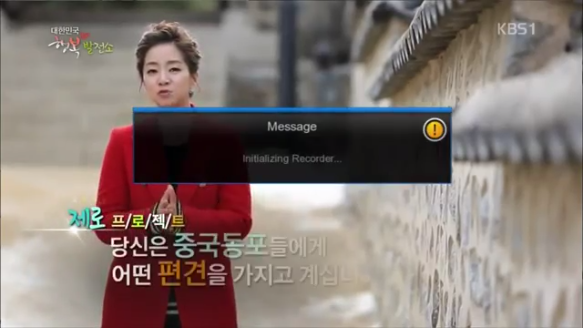 대한민국
행복발전소
KBS1
Message
Initializing Recorder...
제로 프/로/젝/트
당신은 중국동포들에게
어떤 편견을 가지고 계십니